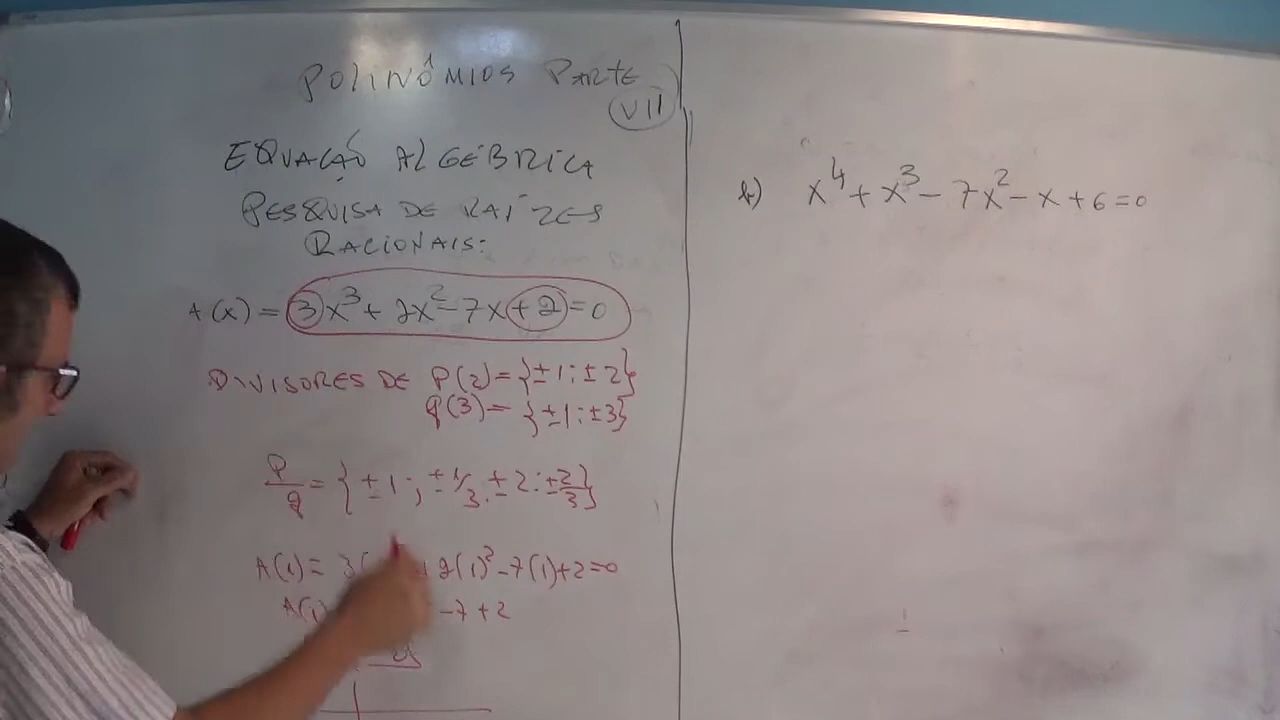 POLINÔMIOS PARTE
VII
EQUAÇÃO ALGÉBRICA
PESQUISA DE RAÍZES
RACIONAIS:
A(x) = 3x³ + 2x² - 7x + 2 = 0
DIVISORES DE P(2) = {±1; ±2}
q(3) = {±1; ±3}
P/q = {±1; ±1/3; ±2; ±2/3}
A(1) = 3( 2(1)² - 7(1) + 2 = 0
A(1) - 7 + 2
b) x⁴ + x³ - 7x² - x + 6 = 0